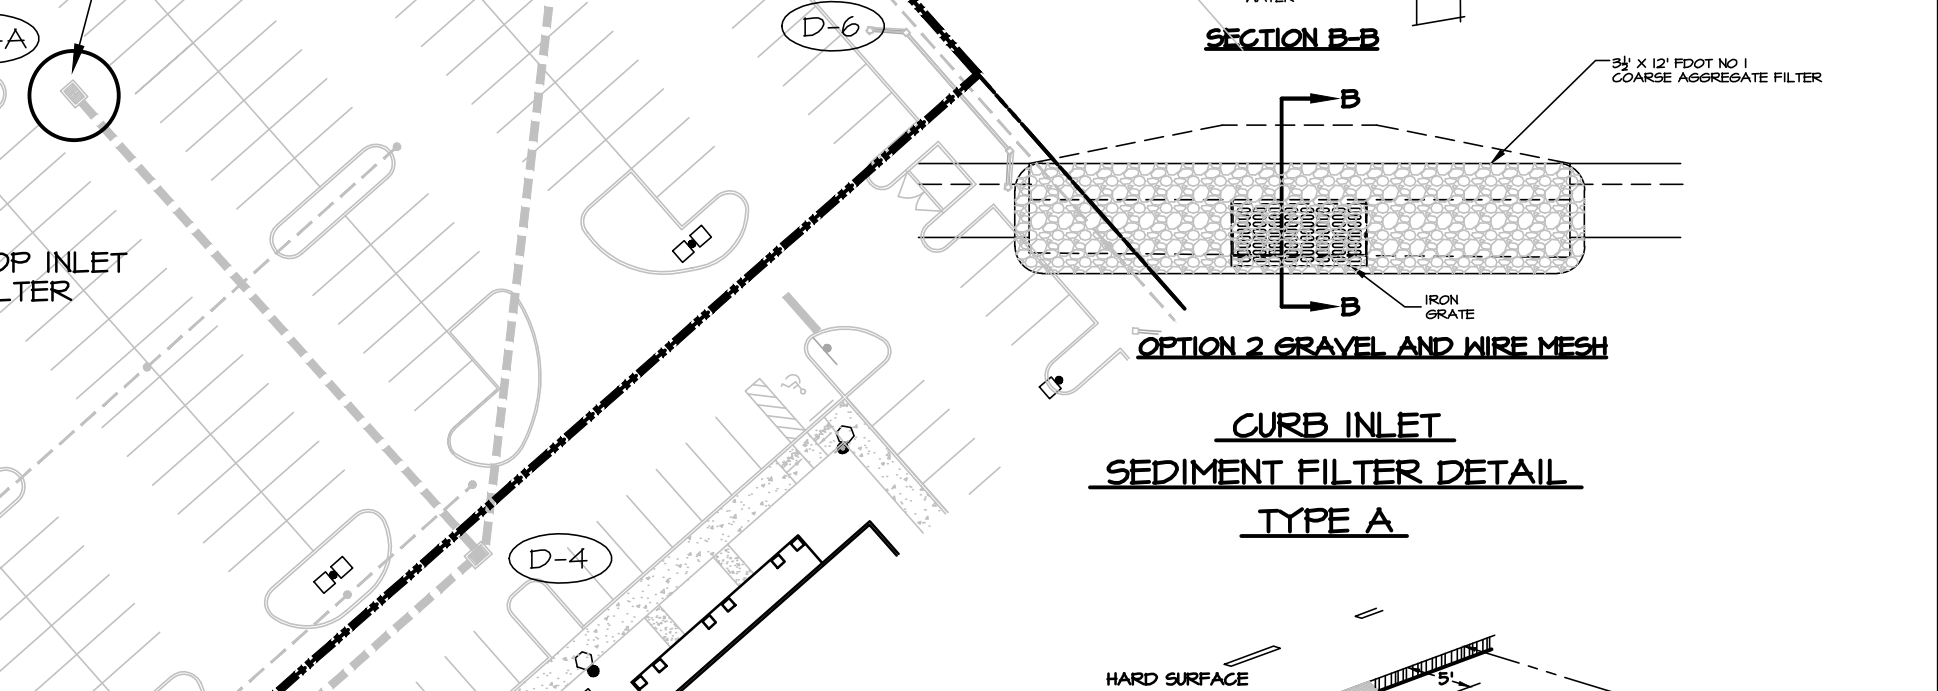 -A
D-6
SECTION B-B
3½' X 12' FDOT NO 1
COARSE AGGREGATE FILTER
B
OP INLET
LTER
IRON
GRATE
B
OPTION 2 GRAVEL AND WIRE MESH
CURB INLET
SEDIMENT FILTER DETAIL
TYPE A
D-4
HARD SURFACE
5'